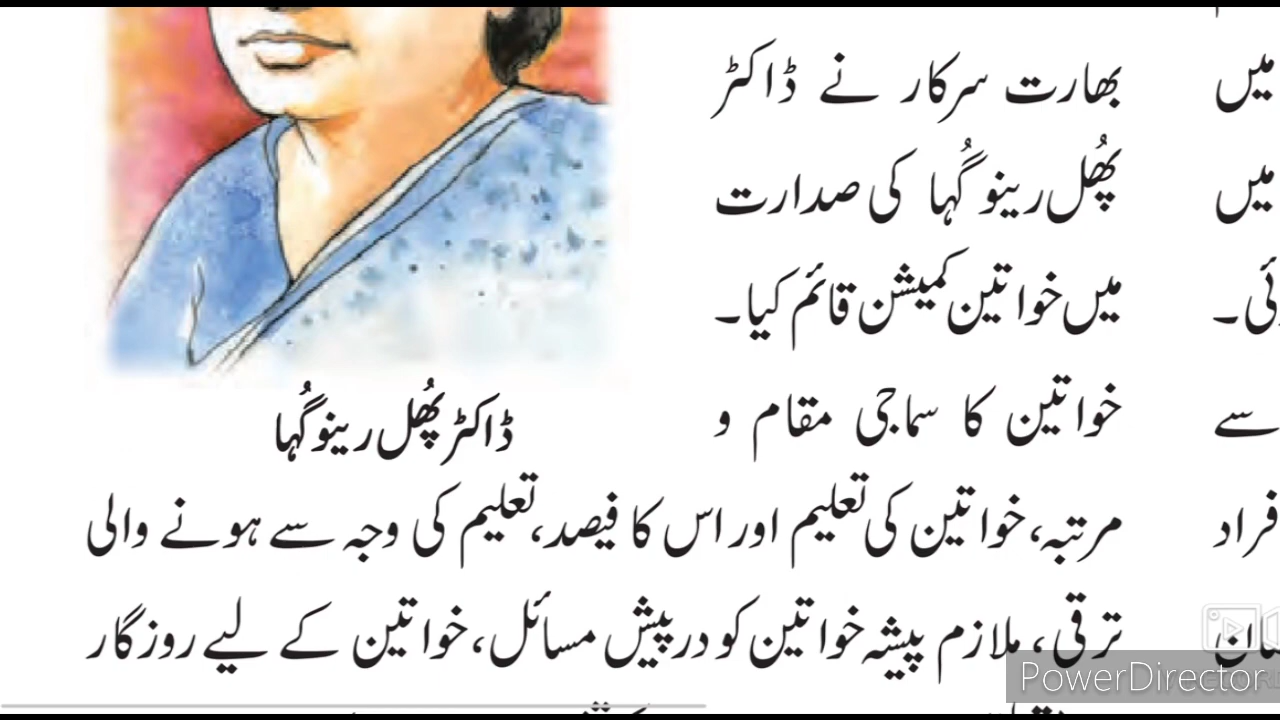 بھارت سرکار نے ڈاکٹر
پھُل رینو گُہا کی صدارت
میں خواتین کمیشن قائم کیا۔
خواتین کا سماجی مقام و
مرتبہ، خواتین کی تعلیم اور اس کا فیصد، تعلیم کی وجہ سے ہونے والی
ترقی، ملازم پیشہ خواتین کو درپیش مسائل، خواتین کے لیے روزگار
ڈاکٹر پھُل رینو گُہا
میں
میں
سے
PowerDirector